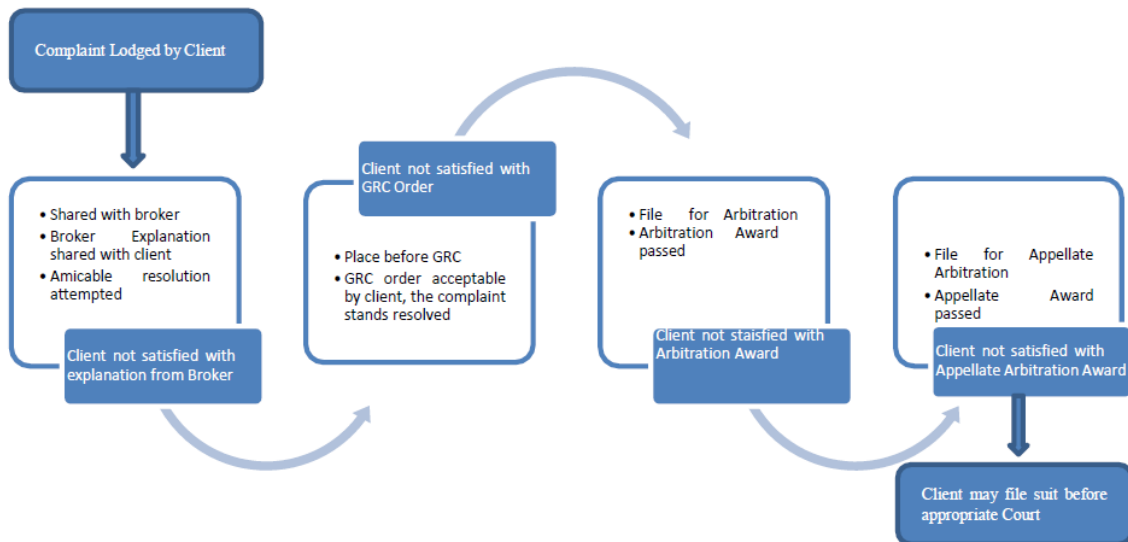 Complaint Lodged by Client
• Shared with broker
• Broker Explanation
shared with client
• Amicable resolution
attempted
Client not satisfied with
explanation from Broker
Client not satisfied with
GRC Order
• Place before GRC
• GRC order acceptable
by client, the complaint
stands resolved
• File for Arbitration
• Arbitration Award
passed
Client not staisfied with
Arbitration Award
• File for Appellate
Arbitration
• Appellate Award
passed
Client not satisfied with
Appellate Arbitration Award
Client may file suit before
appropriate Court